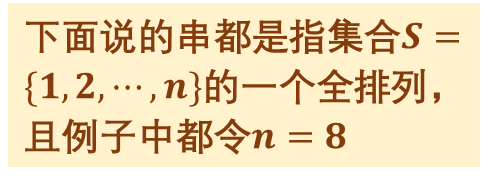 下面说的串都是指集合S =
{1, 2, ⋯, n}的一个全排列，
且例子中都令n = 8